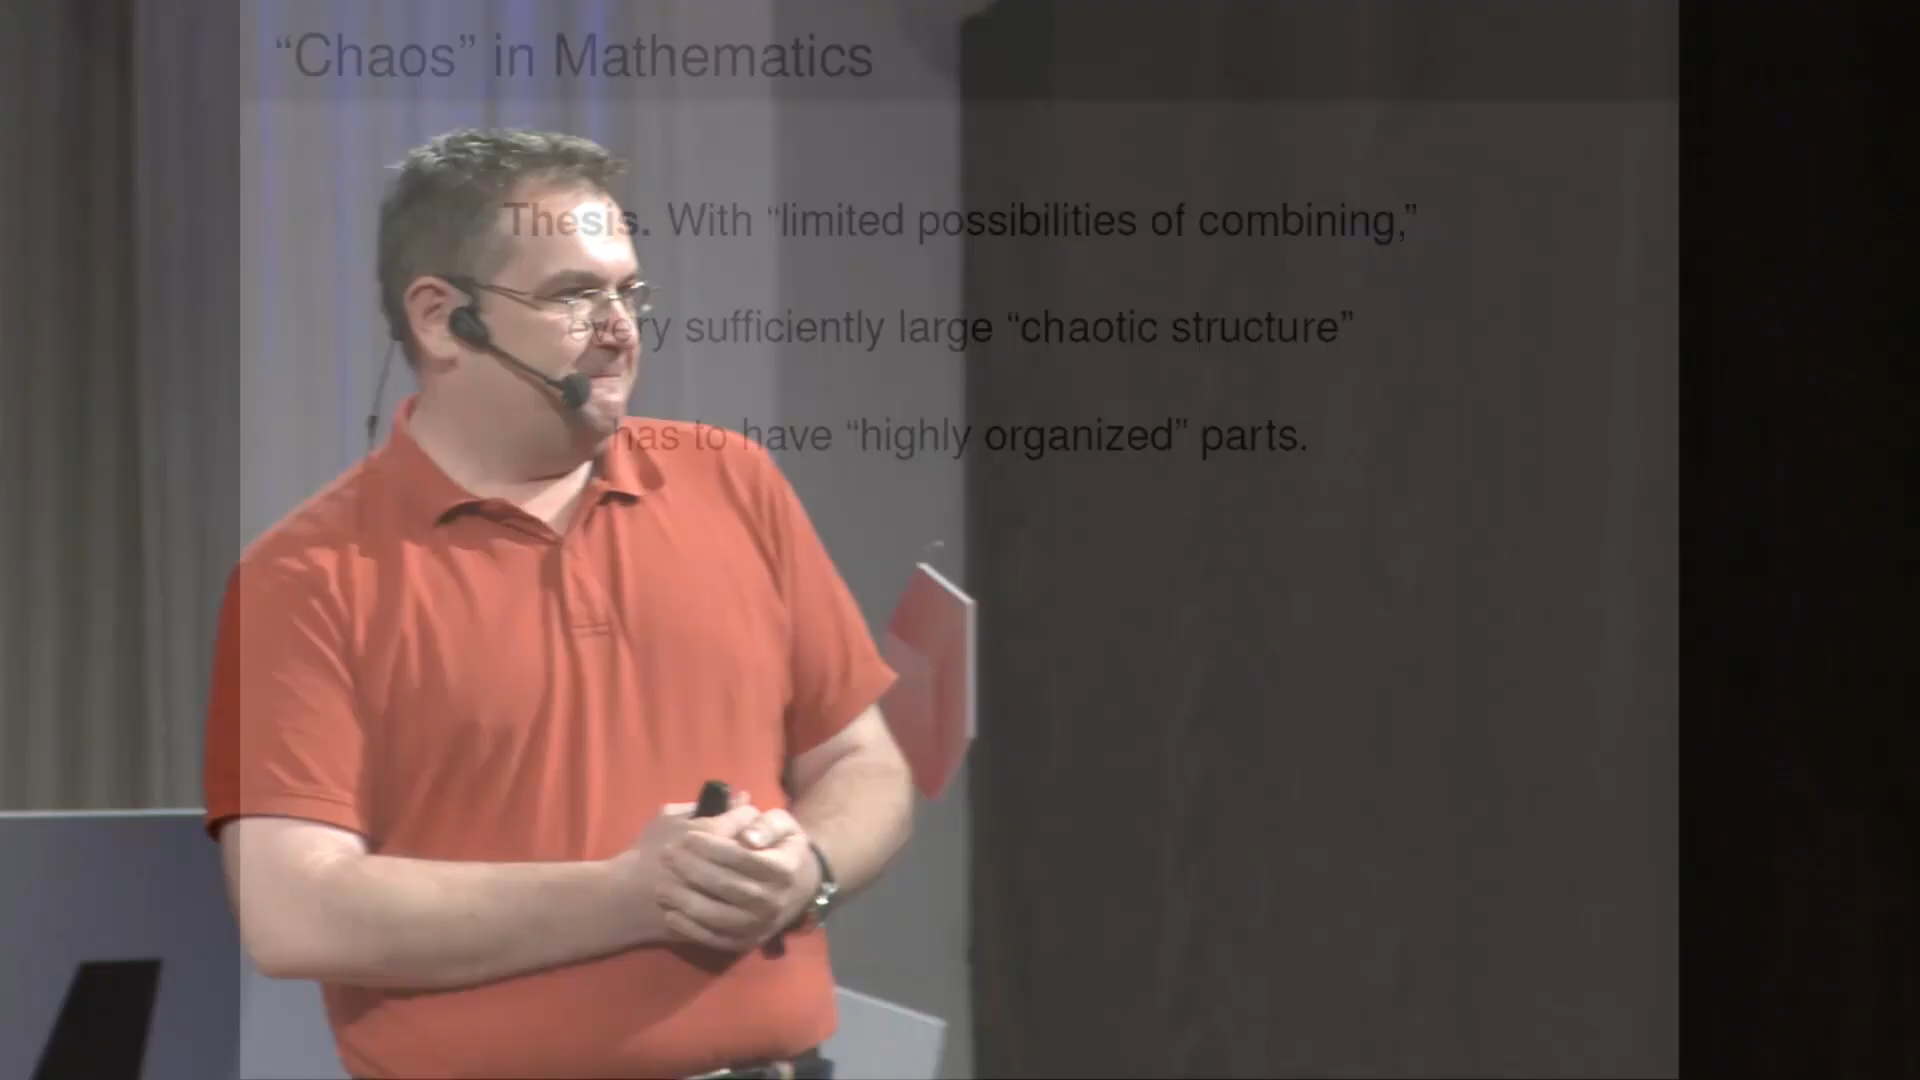 “Chaos” in Mathematics
Thesis. With “limited possibilities of combining,”
every sufficiently large “chaotic structure”
has to have “highly organized” parts.